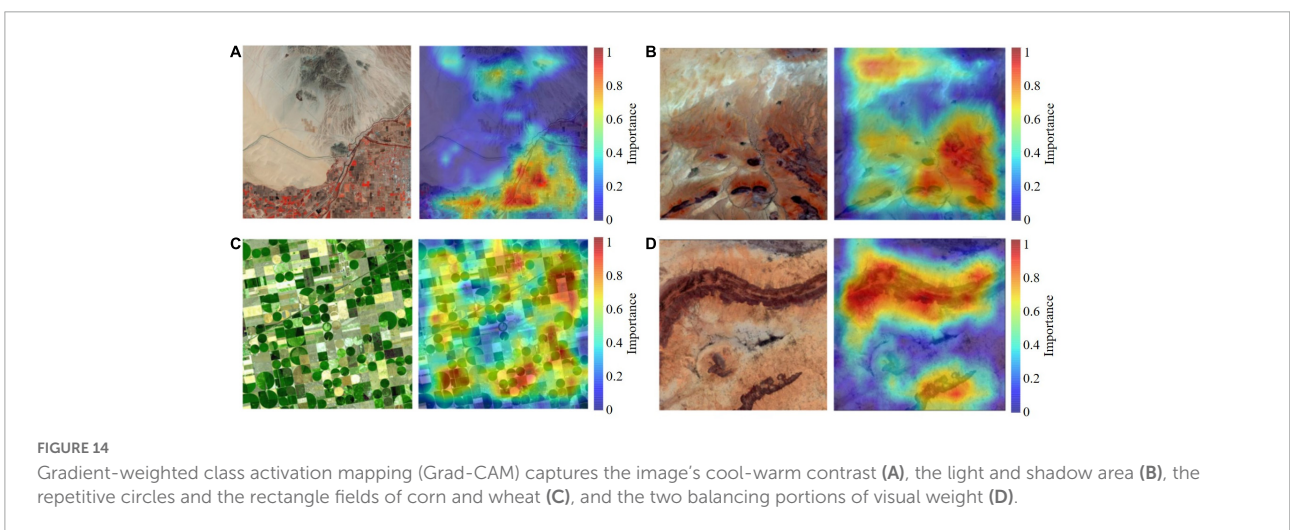 A
1
0.8
0.6
0.4
0.2
0
Importance
B
1
0.8
0.6
0.4
0.2
0
Importance
C
1
0.8
0.6
0.4
0.2
0
Importance
D
1
0.8
0.6
0.4
0.2
0
Importance
FIGURE 14
Gradient-weighted class activation mapping (Grad-CAM) captures the image's cool-warm contrast (A), the light and shadow area (B), the
repetitive circles and the rectangle fields of corn and wheat (C), and the two balancing portions of visual weight (D).